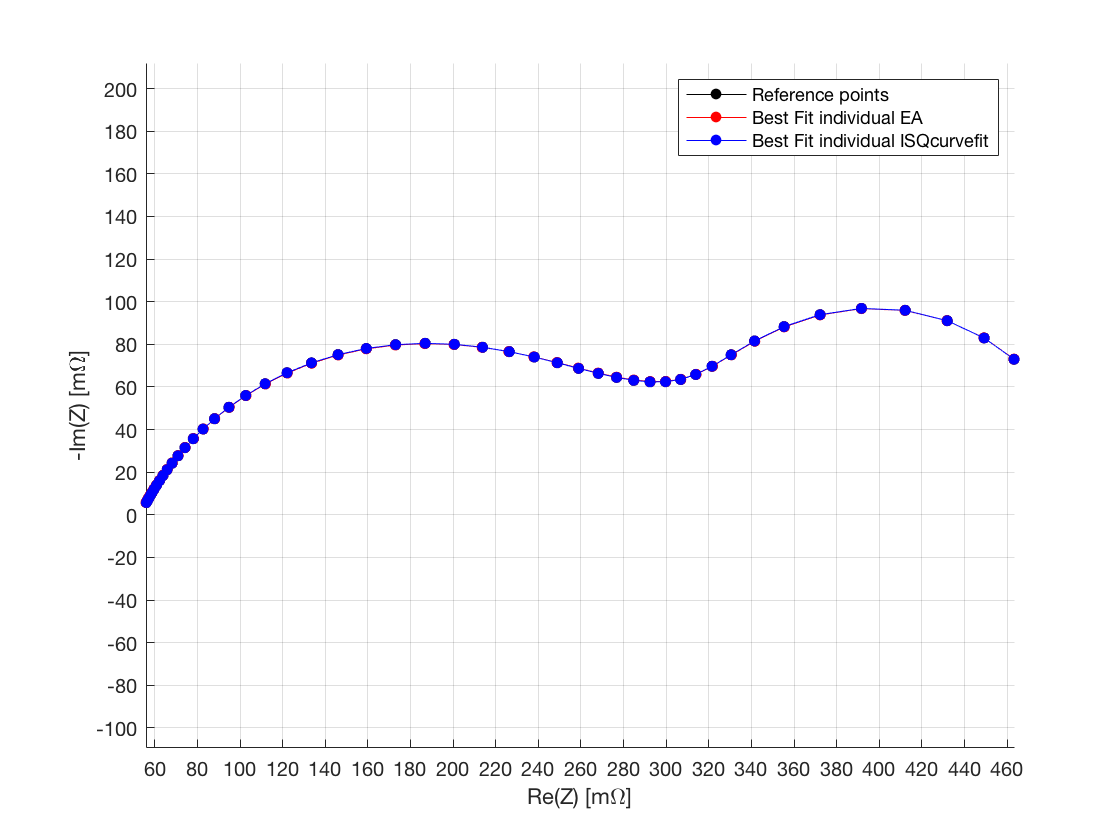 200
180
160
140
120
100
80
60
40
20
0
-20
-40
-60
-80
-100
-Im(Z) [mΩ]
Reference points
Best Fit individual EA
Best Fit individual ISQcurvefit
60 80 100 120 140 160 180 200 220 240 260 280 300 320 340 360 380 400 420 440 460
Re(Z) [mΩ]